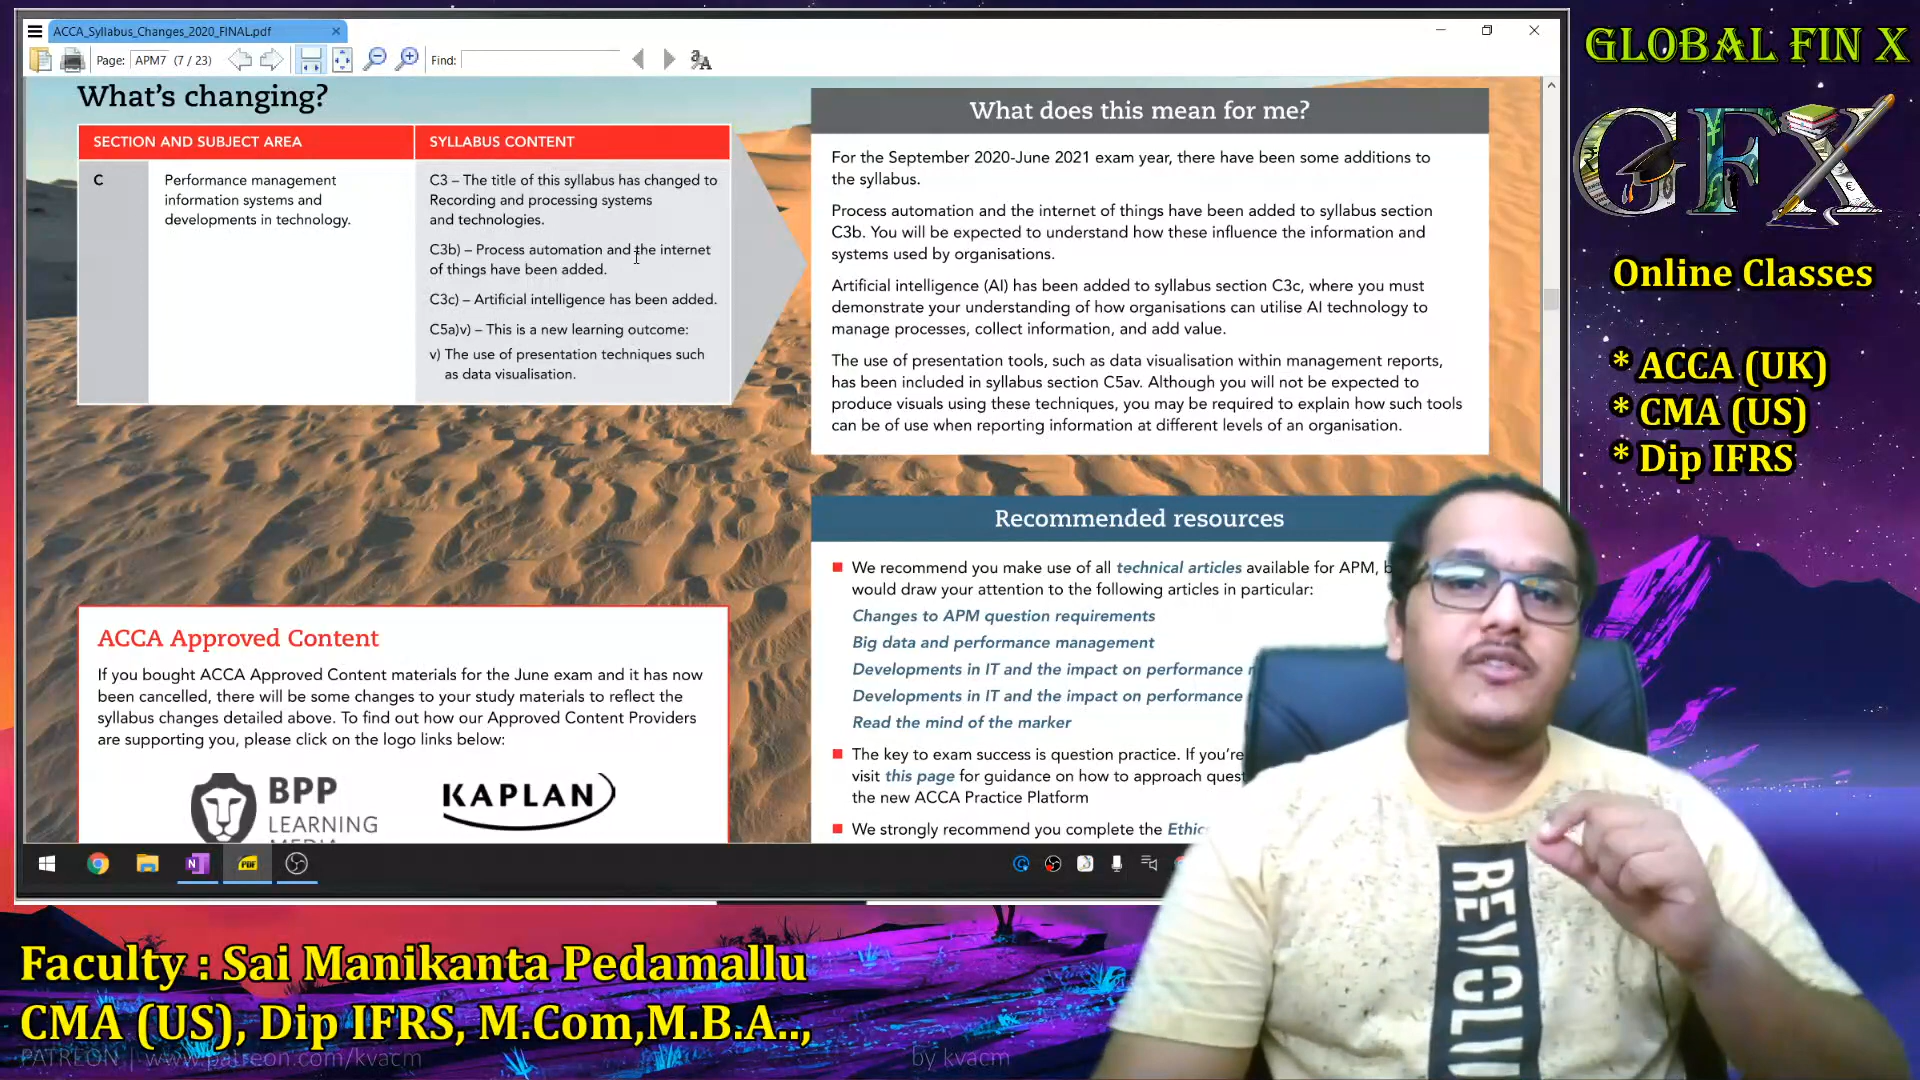 ACCA_Syllabus_Changes_2020_FINAL.pdf
Page: APM7 (7 / 23)
Find:
What's changing?
SECTION AND SUBJECT AREA
SYLLABUS CONTENT
C
Performance management
information systems and
developments in technology.
C3 – The title of this syllabus has changed to
Recording and processing systems
and technologies.
C3b) – Process automation and the internet
of things have been added.
C3c) – Artificial intelligence has been added.
C5a)v) – This is a new learning outcome:
v) The use of presentation techniques such
as data visualisation.
What does this mean for me?
For the September 2020-June 2021 exam year, there have been some additions to
the syllabus.
Process automation and the internet of things have been added to syllabus section
C3b. You will be expected to understand how these influence the information and
systems used by organisations.
Artificial intelligence (AI) has been added to syllabus section C3c, where you must
demonstrate your understanding of how organisations can utilise AI technology to
manage processes, collect information, and add value.
The use of presentation tools, such as data visualisation within management reports,
has been included in syllabus section C5av. Although you will not be expected to
produce visuals using these techniques, you may be required to explain how such tools
can be of use when reporting information at different levels of an organisation.
ACCA Approved Content
If you bought ACCA Approved Content materials for the June exam and it has now
been cancelled, there will be some changes to your study materials to reflect the
syllabus changes detailed above. To find out how our Approved Content Providers
are supporting you, please click on the logo links below:
BPP
LEARNING
KAPLAN
Recommended resources
We recommend you make use of all technical articles available for APM,
would draw your attention to the following articles in particular:
Changes to APM question requirements
Big data and performance management
Developments in IT and the impact on performance
Developments in IT and the impact on performance
Read the mind of the marker
The key to exam success is question practice. If you're
visit this page for guidance on how to approach
the new ACCA Practice Platform
We strongly recommend you complete the
GLOBAL FIN X
GFX
Online Classes
* ACCA (UK)
* CMA (US)
* Dip IFRS
Faculty : Sai Manikanta Pedamallu
CMA (US), Dip IFRS, M.Com,M.B.A..,
PATREON | www.patreon.com/kvacm
by kvacm